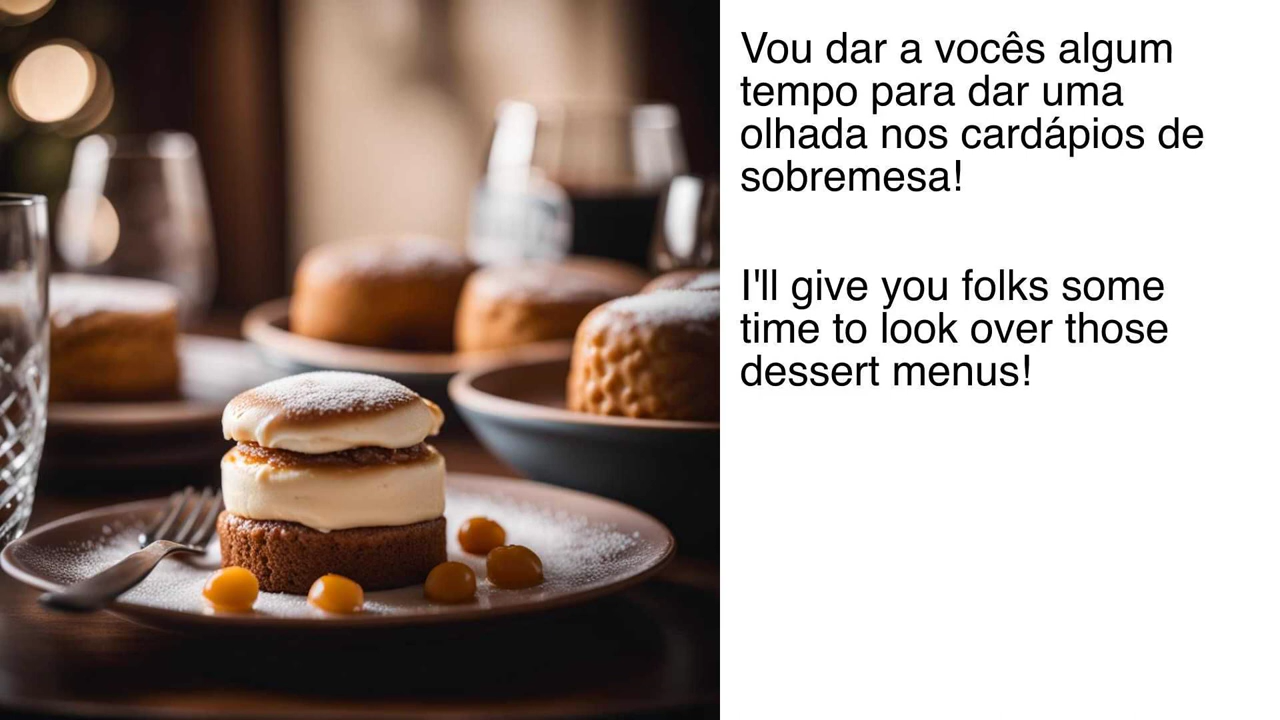 Vou dar a vocês algum
tempo para dar uma
olhada nos cardápios de
sobremesa!
I'll give you folks some
time to look over those
dessert menus!